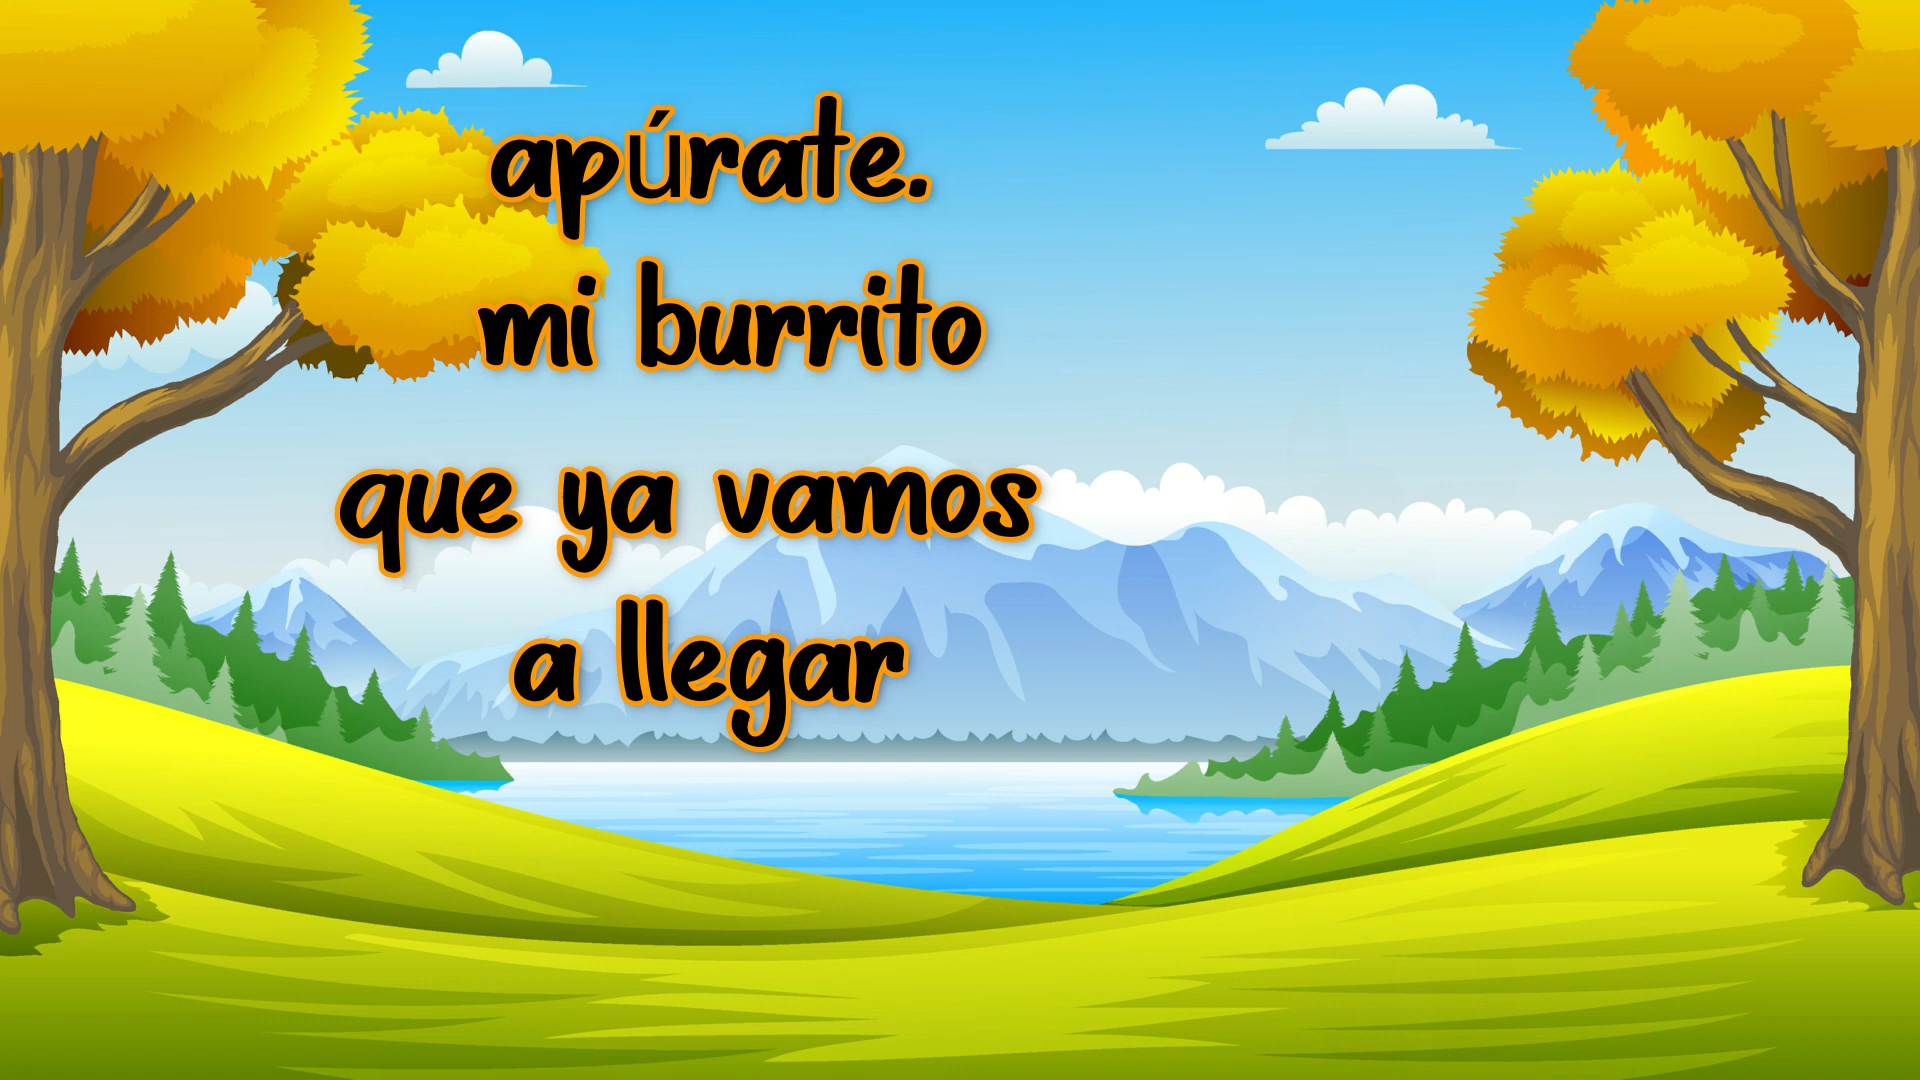 apúrate.
mi burrito
que ya vamos
a llegar